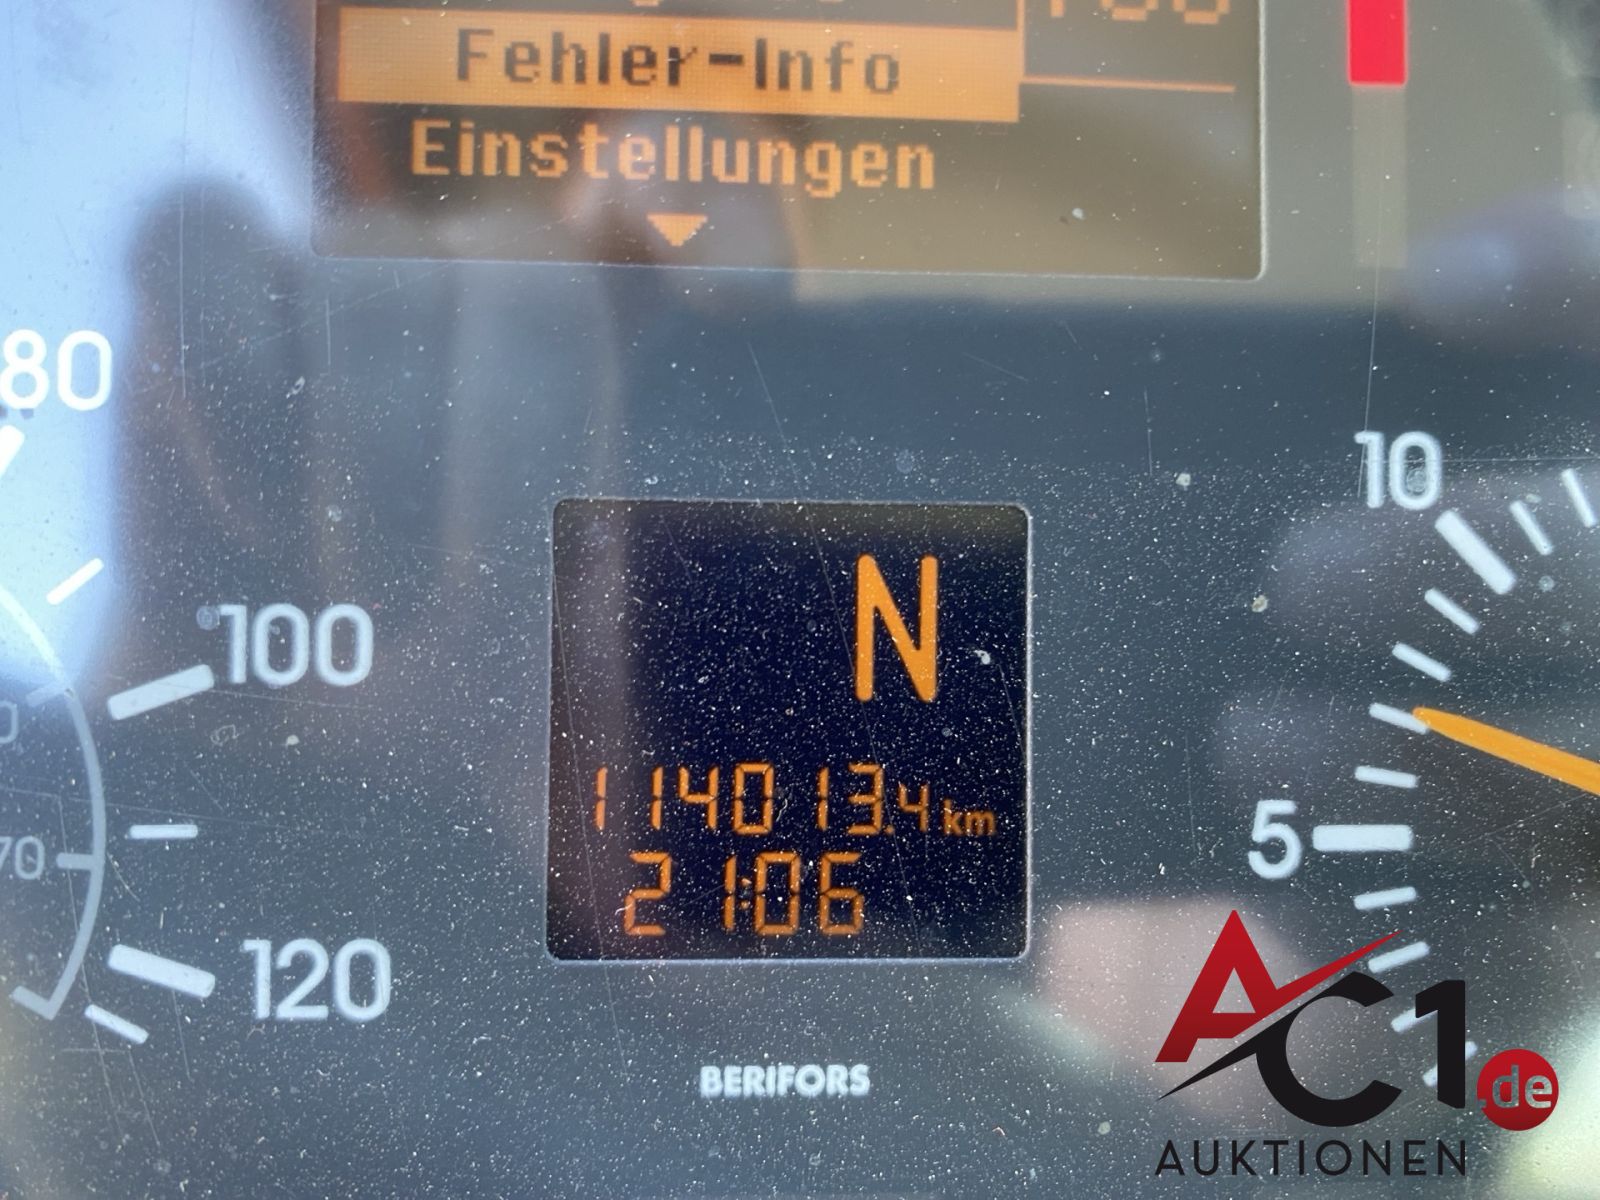 Fehler-Info
Einstellungen
80
10
100
N
114013.4 km
5
21:06
70
120
BERIFORS
AC1.de
AUKTIONEN